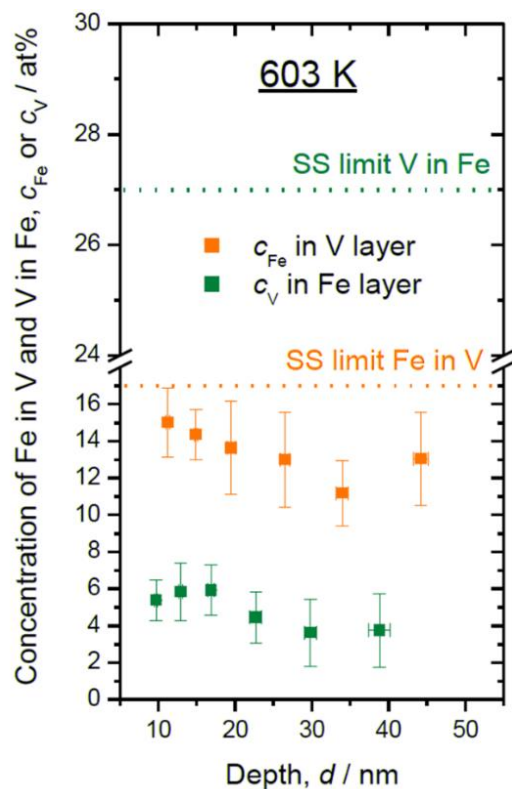 Concentration of Fe in V and V in Fe, c_Fe or c_V / at%
30
28
26
24
16
14
12
10
8
6
4
2
0
603 K
SS limit V in Fe
c_Fe in V layer
c_V in Fe layer
SS limit Fe in V
10 20 30 40 50
Depth, d / nm